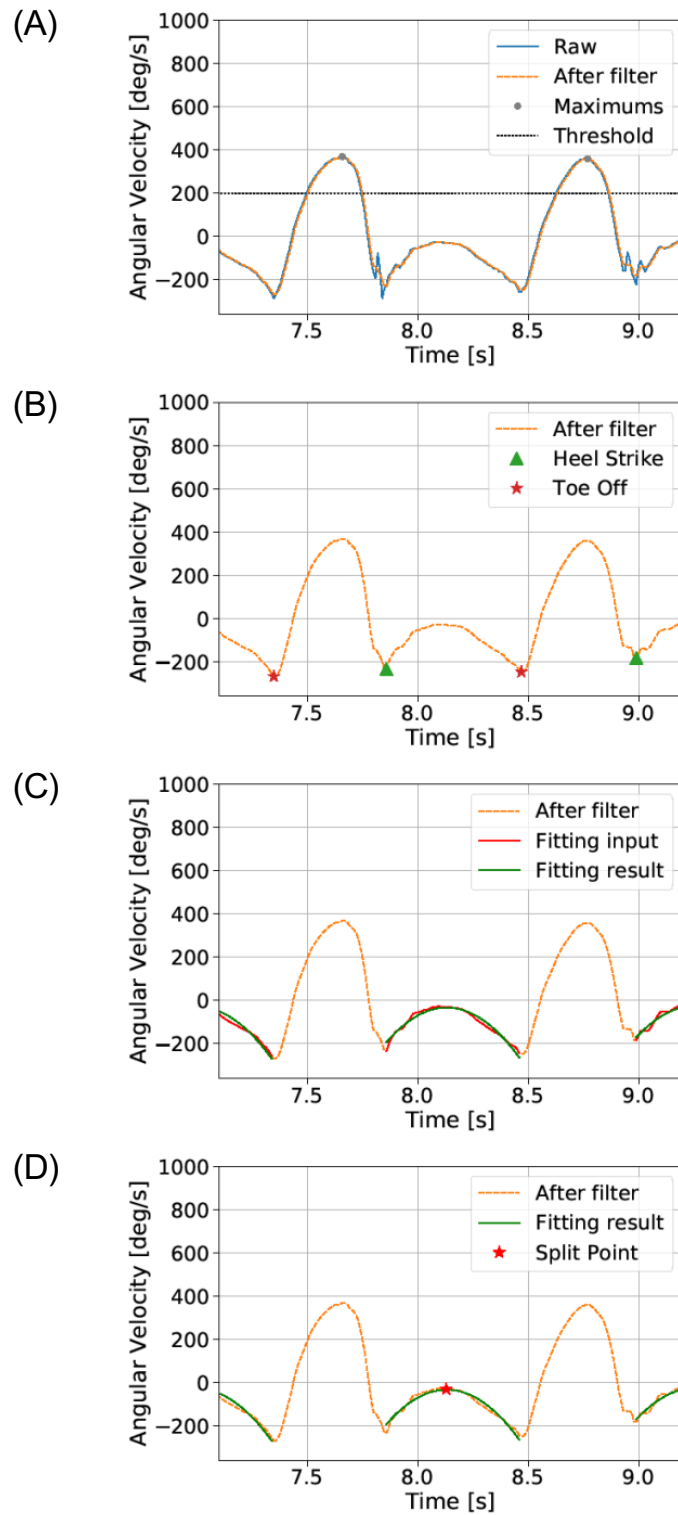 (A)
Angular Velocity [deg/s]
1000
800
600
400
200
0
−200
Raw
After filter
Maximums
Threshold
7.5 8.0 8.5 9.0
Time [s]
(B)
Angular Velocity [deg/s]
1000
800
600
400
200
0
−200
After filter
Heel Strike
Toe Off
7.5 8.0 8.5 9.0
Time [s]
(C)
Angular Velocity [deg/s]
1000
800
600
400
200
0
−200
After filter
Fitting input
Fitting result
7.5 8.0 8.5 9.0
Time [s]
(D)
Angular Velocity [deg/s]
1000
800
600
400
200
0
−200
After filter
Fitting result
Split Point
7.5 8.0 8.5 9.0
Time [s]